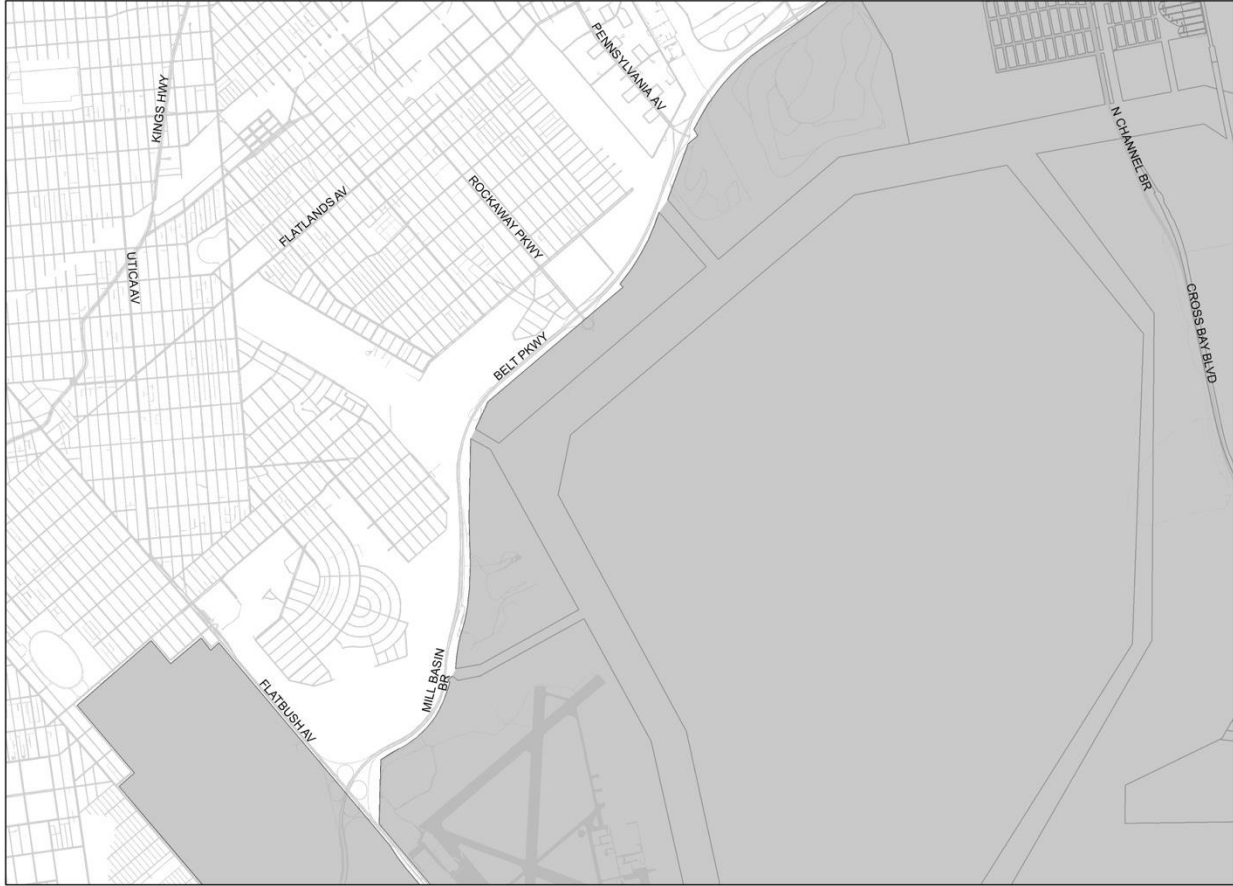 PENNSYLVANIA AV
KINGS HWY
N CHANNEL BR
ROCKAWAY PKWY
FLATLANDS AV
UTICA AV
CROSS BAY BLVD
BELT PKWY
MILL BASIN
BR
FLATBUSH AV